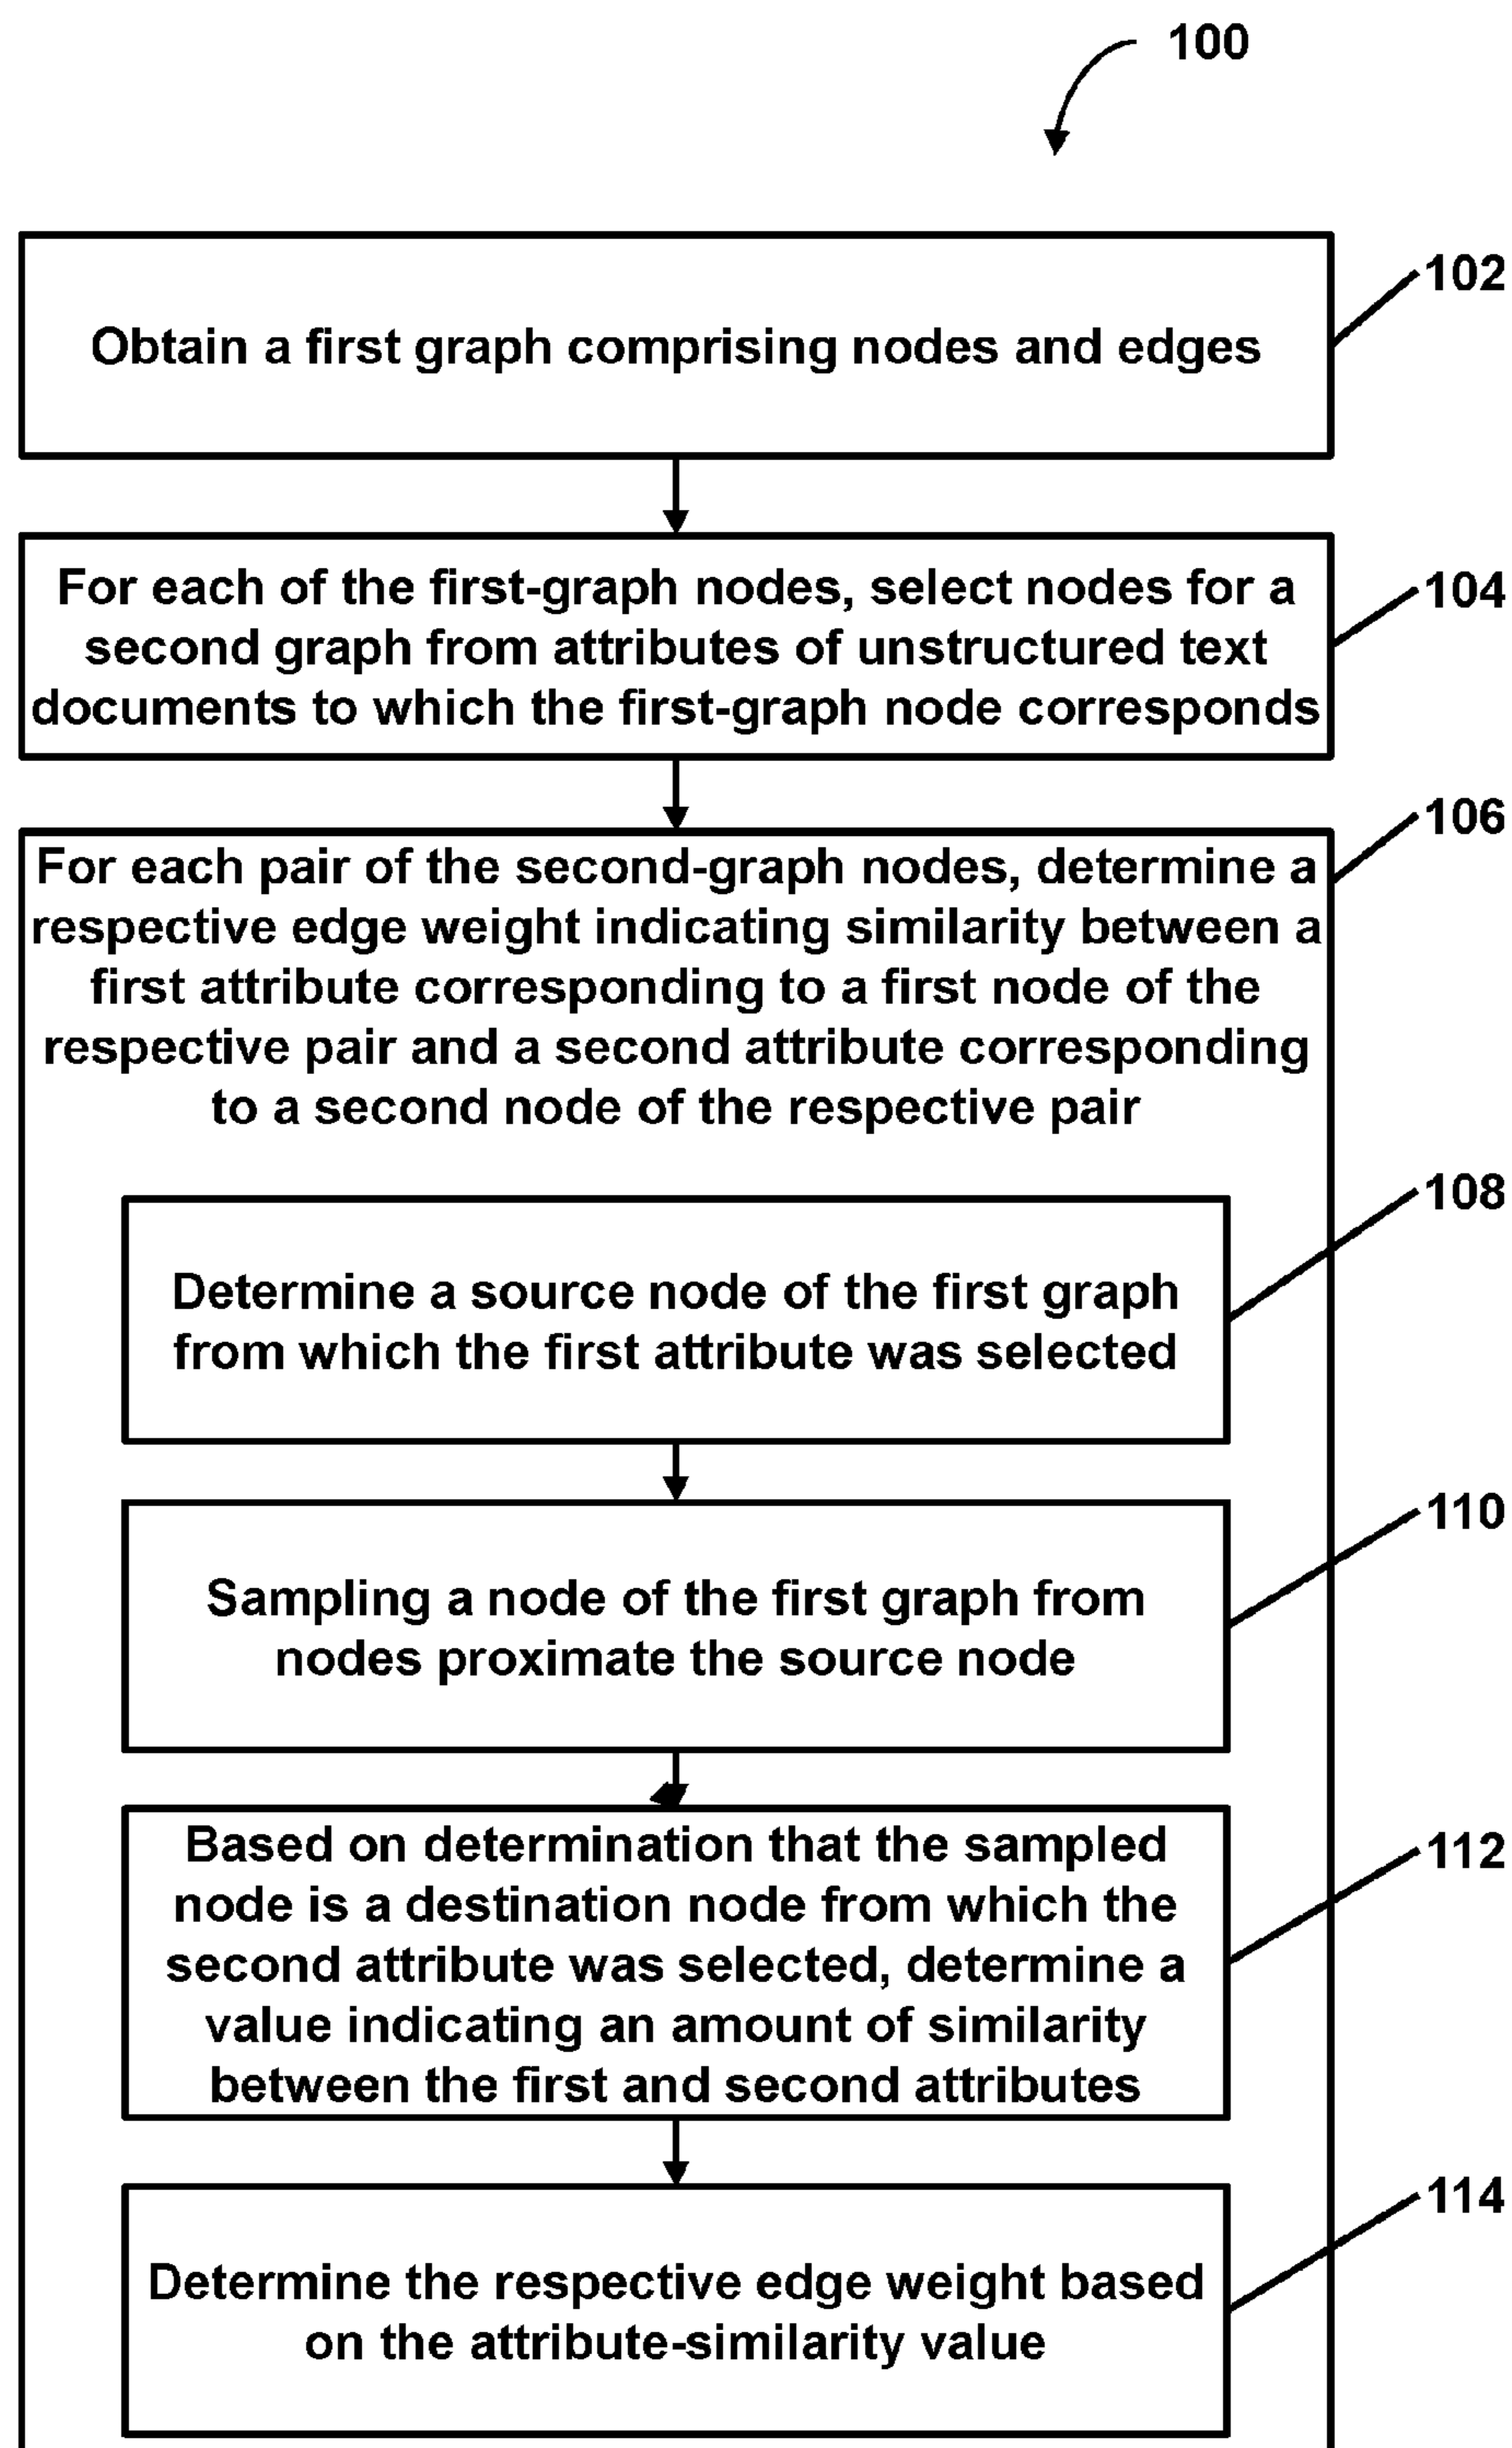 100
102
Obtain a first graph comprising nodes and edges
104
For each of the first-graph nodes, select nodes for a
second graph from attributes of unstructured text
documents to which the first-graph node corresponds
106
For each pair of the second-graph nodes, determine a
respective edge weight indicating similarity between a
first attribute corresponding to a first node of the
respective pair and a second attribute corresponding
to a second node of the respective pair
108
Determine a source node of the first graph
from which the first attribute was selected
110
Sampling a node of the first graph from
nodes proximate the source node
112
Based on determination that the sampled
node is a destination node from which the
second attribute was selected, determine a
value indicating an amount of similarity
between the first and second attributes
114
Determine the respective edge weight based
on the attribute-similarity value